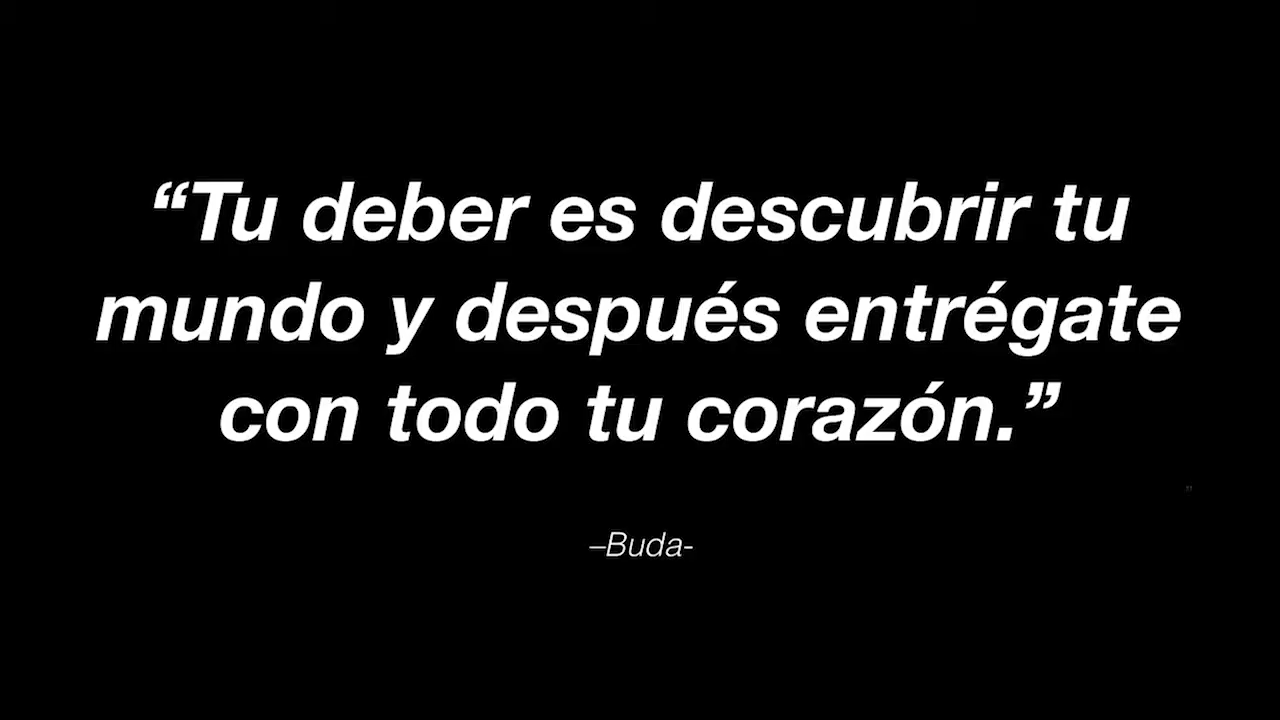 “Tu deber es descubrir tu
mundo y después entrégate
con todo tu corazón.”
”
–Buda-